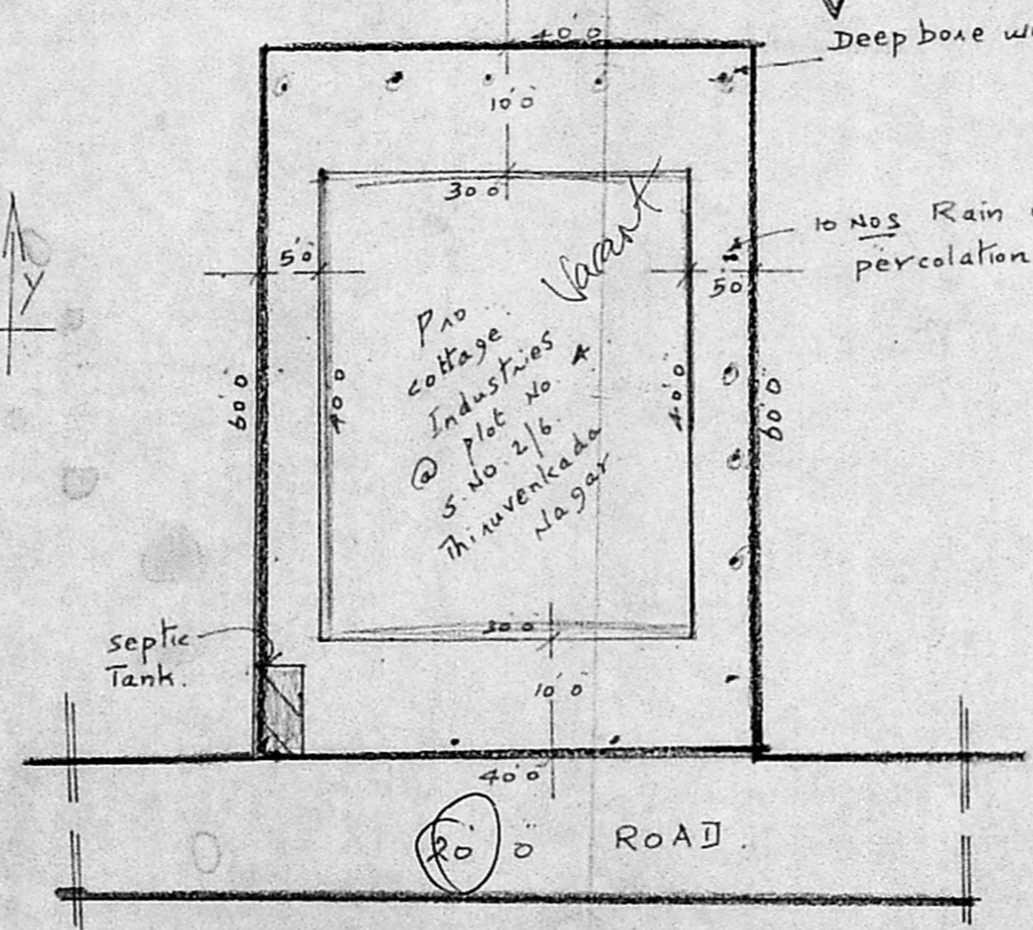 40'0"
Deep bore
10'0"
30'0"
Vacant
10 Nos Rain
percolation
5'0"
5'0"
Y
Pro
cottage
Industries
@ plot No. A
S. No. 2/6.
Thiruvenkada
Nagar
60'0"
40'0"
40'0"
60'0"
30'0"
septic
Tank.
10'0"
40'0"
20'0" ROAD.